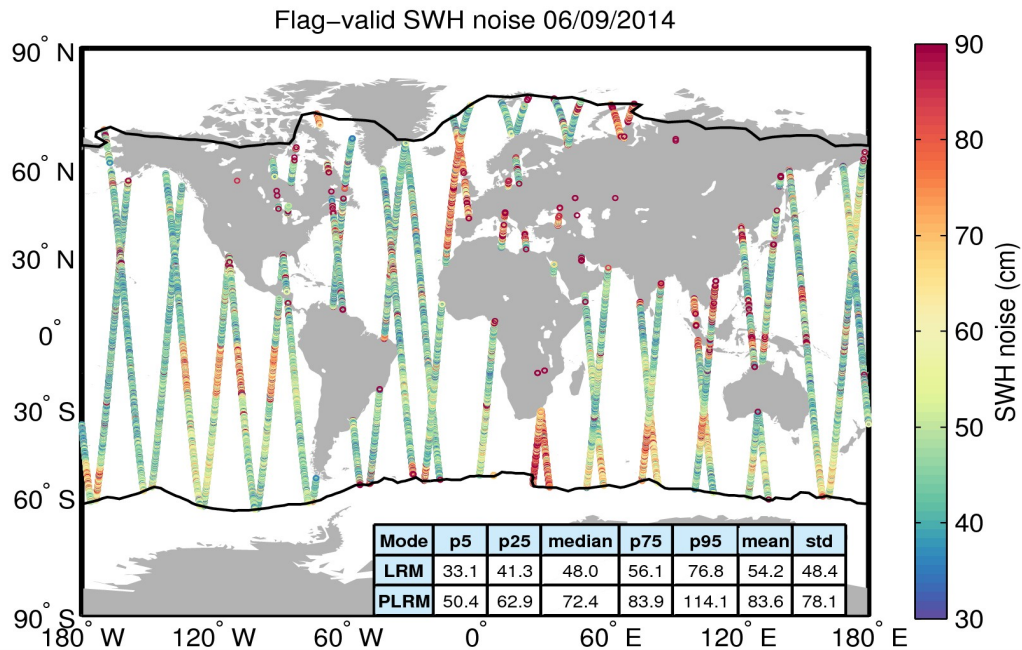 Flag−valid SWH noise 06/09/2014
90° N
60° N
30° N
0°
30° S
60° S
90° S
180° W
120° W
60° W
0°
60° E
120° E
180° E
90
80
70
60
50
40
30
SWH noise (cm)
Mode p5 p25 median p75 p95 mean std
LRM 33.1 41.3 48.0 56.1 76.8 54.2 48.4
PLRM 50.4 62.9 72.4 83.9 114.1 83.6 78.1